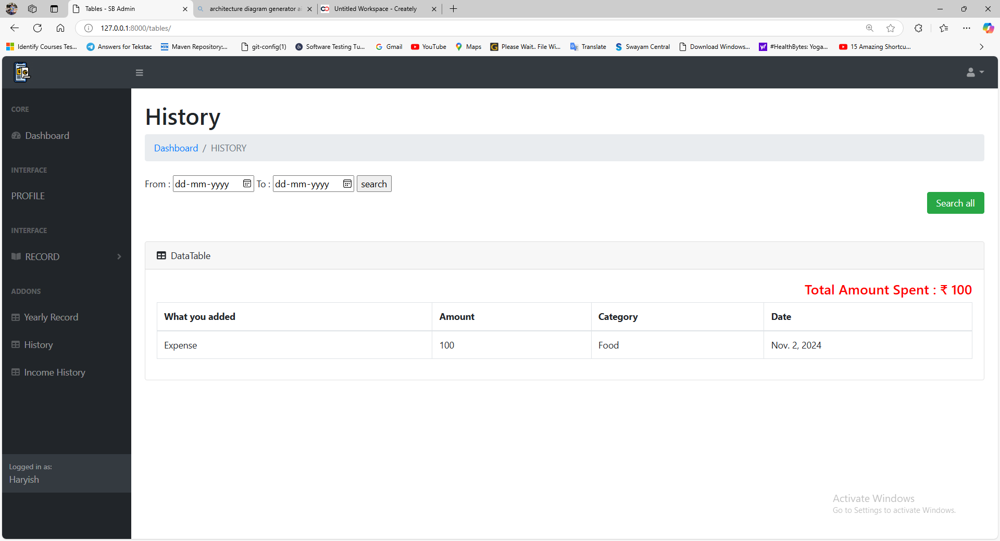 Tables - SB Admin
architecture diagram generator ai
Untitled Workspace - Creately
127.0.0.1:8000/tables/
Identify Courses Tes...
Answers for Tekstac
Maven Repository:...
git-config(1)
Software Testing Tu...
Gmail
YouTube
Maps
Please Wait.. File Wi...
Translate
Swayam Central
Download Windows...
#HealthBytes: Yoga...
15 Amazing Shortcu...
CORE
Dashboard
INTERFACE
PROFILE
INTERFACE
RECORD
ADDONS
Yearly Record
History
Income History
Logged in as:
Haryish
History
Dashboard / HISTORY
From : dd-mm-yyyy To : dd-mm-yyyy search
Search all
DataTable
Total Amount Spent : ₹ 100
What you added Amount Category Date
Expense 100 Food Nov. 2, 2024
Activate Windows
Go to Settings to activate Windows.